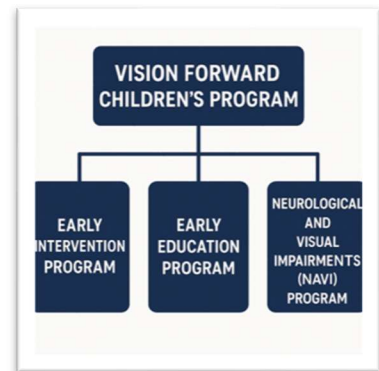 VISION FORWARD
CHILDREN'S PROGRAM
EARLY
INTERVENTION
PROGRAM
EARLY
EDUCATION
PROGRAM
NEUROLOGICAL
AND
VISUAL
IMPAIRMENTS
(NAVI)
PROGRAM